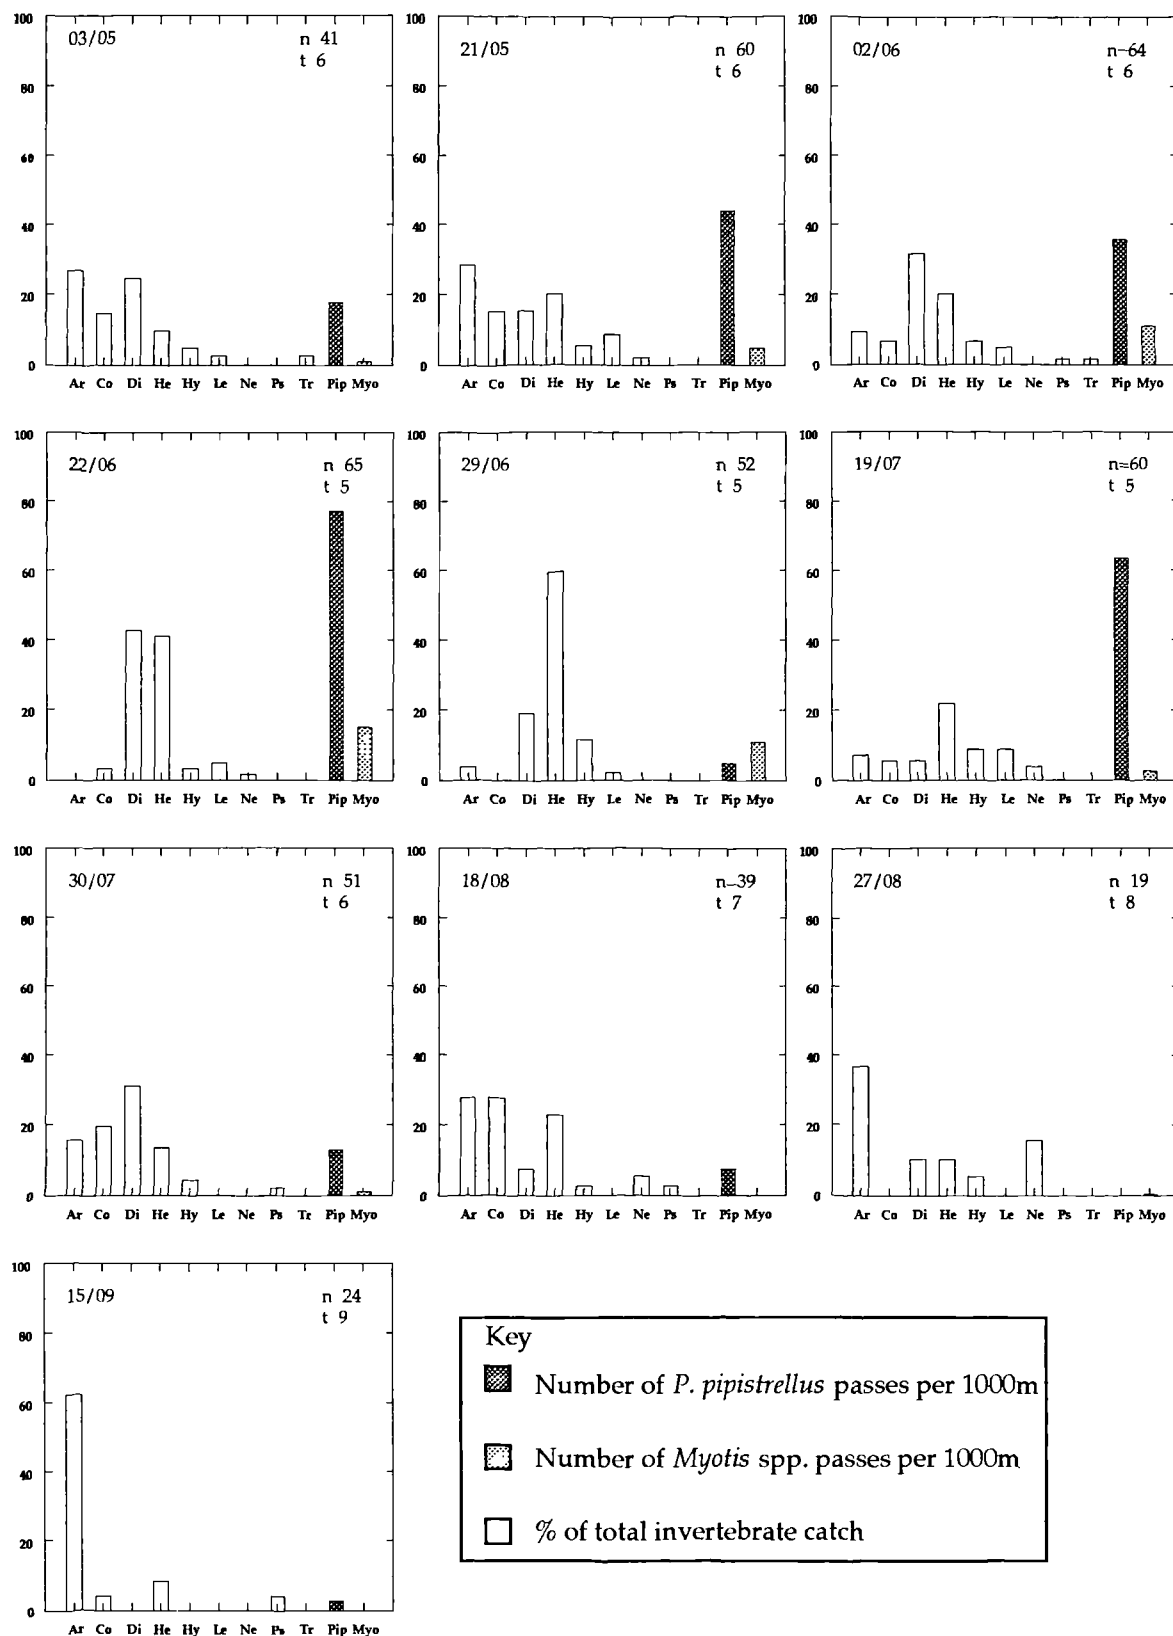 100
80
60
40
20
0
03/05
n 41
t 6
Ar Co Di He Hy Le Ne Ps Tr Pip Myo
100
80
60
40
20
0
21/05
n 60
t 6
Ar Co Di He Hy Le Ne Ps Tr Pip Myo
100
80
60
40
20
0
02/06
n=64
t 6
Ar Co Di He Hy Le Ne Ps Tr Pip Myo
100
80
60
40
20
0
22/06
n 65
t 5
Ar Co Di He Hy Le Ne Ps Tr Pip Myo
100
80
60
40
20
0
29/06
n 52
t 5
Ar Co Di He Hy Le Ne Ps Tr Pip Myo
100
80
60
40
20
0
19/07
n=60
t 5
Ar Co Di He Hy Le Ne Ps Tr Pip Myo
100
80
60
40
20
0
30/07
n 51
t 6
Ar Co Di He Hy Le Ne Ps Tr Pip Myo
100
80
60
40
20
0
18/08
n=39
t 7
Ar Co Di He Hy Le Ne Ps Tr Pip Myo
100
80
60
40
20
0
27/08
n 19
t 8
Ar Co Di He Hy Le Ne Ps Tr Pip Myo
100
80
60
40
20
0
15/09
n 24
t 9
Ar Co Di He Hy Le Ne Ps Tr Pip Myo
Key
Number of P. pipistrellus passes per 1000m
Number of Myotis spp. passes per 1000m
% of total invertebrate catch